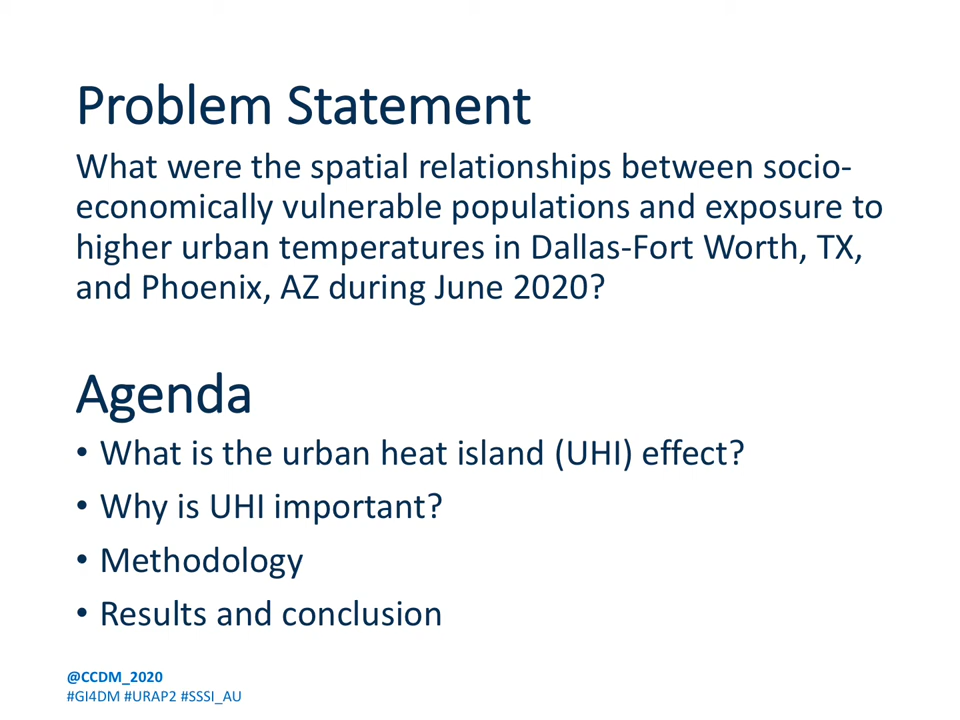 Problem Statement
What were the spatial relationships between socio-
economically vulnerable populations and exposure to
higher urban temperatures in Dallas-Fort Worth, TX,
and Phoenix, AZ during June 2020?
Agenda
• What is the urban heat island (UHI) effect?
• Why is UHI important?
• Methodology
• Results and conclusion
@CCDM_2020
#GI4DM #URAP2 #SSSI_AU